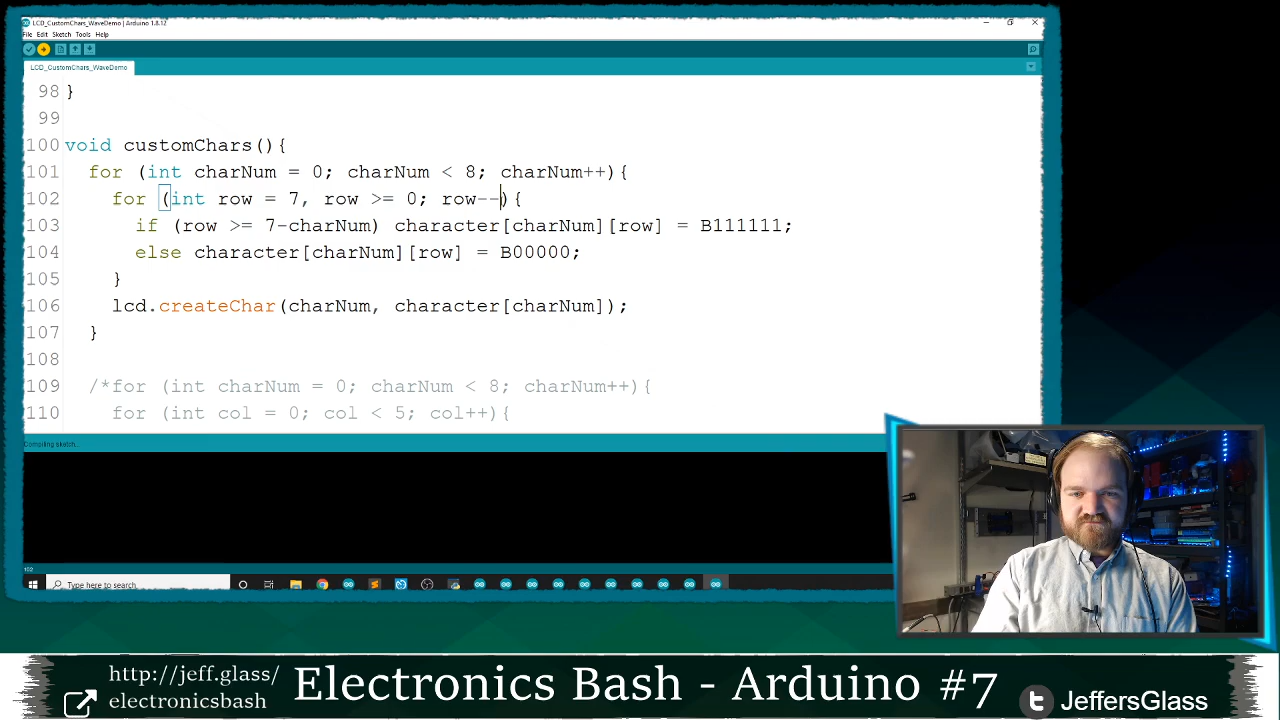 LCD_CustomChars_WaveDemo | Arduino 1.8.12
File Edit Sketch Tools Help
LCD_CustomChars_WaveDemo
98 }
99
100 void customChars(){
101 for (int charNum = 0; charNum < 8; charNum++){
102 for (int row = 7, row >= 0; row--){
103 if (row >= 7-charNum) character[charNum][row] = B111111;
104 else character[charNum][row] = B00000;
105 }
106 lcd.createChar(charNum, character[charNum]);
107 }
108
109 /*for (int charNum = 0; charNum < 8; charNum++){
110 for (int col = 0; col < 5; col++){
Compiling sketch...
102
Type here to search
http://jeff.glass/
electronicsbash
Electronics Bash - Arduino #7
JeffersGlass